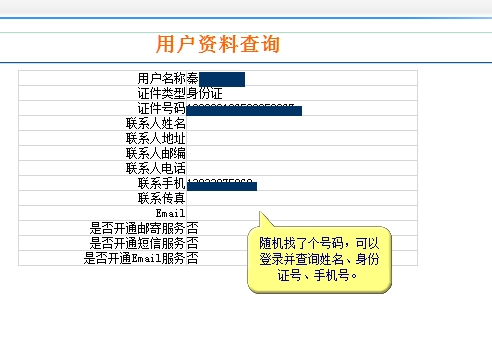 用户资料查询
用户名称秦
证件类型身份证
证件号码
联系人姓名
联系人地址
联系人邮编
联系人电话
联系手机
联系传真
Email
是否开通邮寄服务否
是否开通短信服务否
是否开通Email服务否
随机找了个号码，可以
登录并查询姓名、身份
证号、手机号。